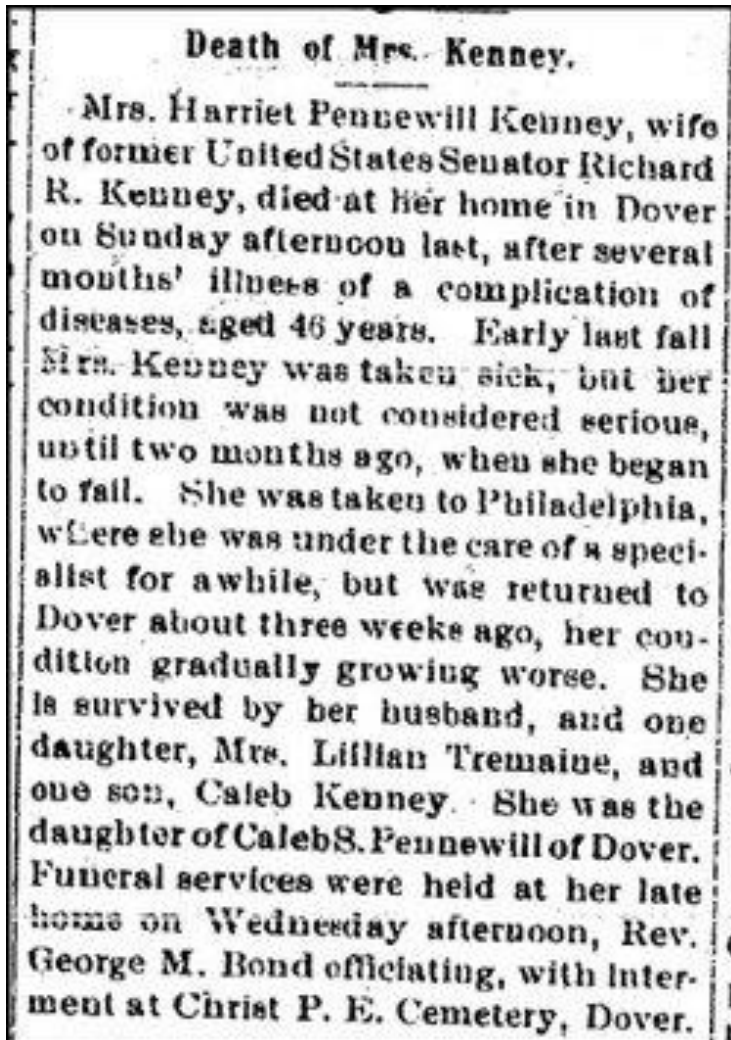 Death of Mrs. Kenney.
Mrs. Harriet Pennewill Kenney, wife
of former United States Senator Richard
R. Kenney, died at her home in Dover
on Sunday afternoon last, after several
months' illness of a complication of
diseases, aged 46 years. Early last fall
Mrs. Kenney was taken sick, but her
condition was not considered serious,
until two months ago, when she began
to fail. She was taken to Philadelphia,
where she was under the care of a speci-
alist for awhile, but was returned to
Dover about three weeks ago, her con-
dition gradually growing worse. She
is survived by her husband, and one
daughter, Mrs. Lillian Tremaine, and
one son, Caleb Kenney. She was the
daughter of Caleb S. Pennewill of Dover.
Funeral services were held at her late
home on Wednesday afternoon, Rev.
George M. Bond officiating, with inter-
ment at Christ P. E. Cemetery, Dover.